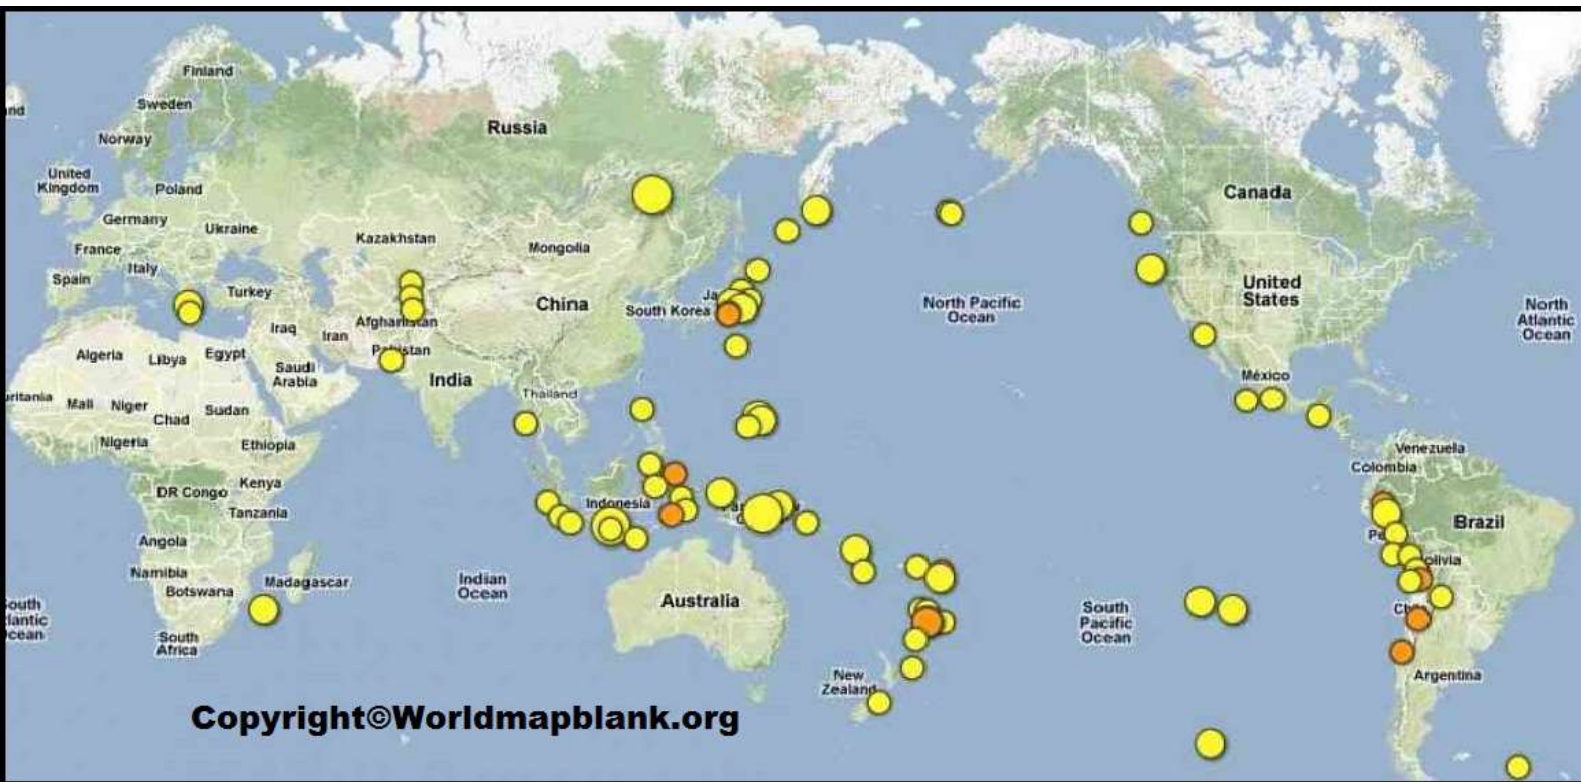 Finland
Sweden
Russia
Norway
United
Kingdom
Poland
Canada
Germany
Ukraine
Kazakhstan
Mongolia
France
Italy
Spain
Turkey
China
South Korea
United
States
North Pacific
Ocean
North
Atlantic
Ocean
Iraq
Iran
Afghanistan
Pakistan
Algeria
Libya
Egypt
Saudi
Arabia
India
México
Thailand
Mali
Niger
Chad
Sudan
Nigeria
Ethiopia
Venezuela
Colombia
Kenya
DR Congo
Indonesia
Tanzania
Brazil
Angola
Namibia
Botswana
Madagascar
Indian
Ocean
Australia
South
Pacific
Ocean
South
Africa
New
Zealand
Argentina
Copyright©Worldmapblank.org